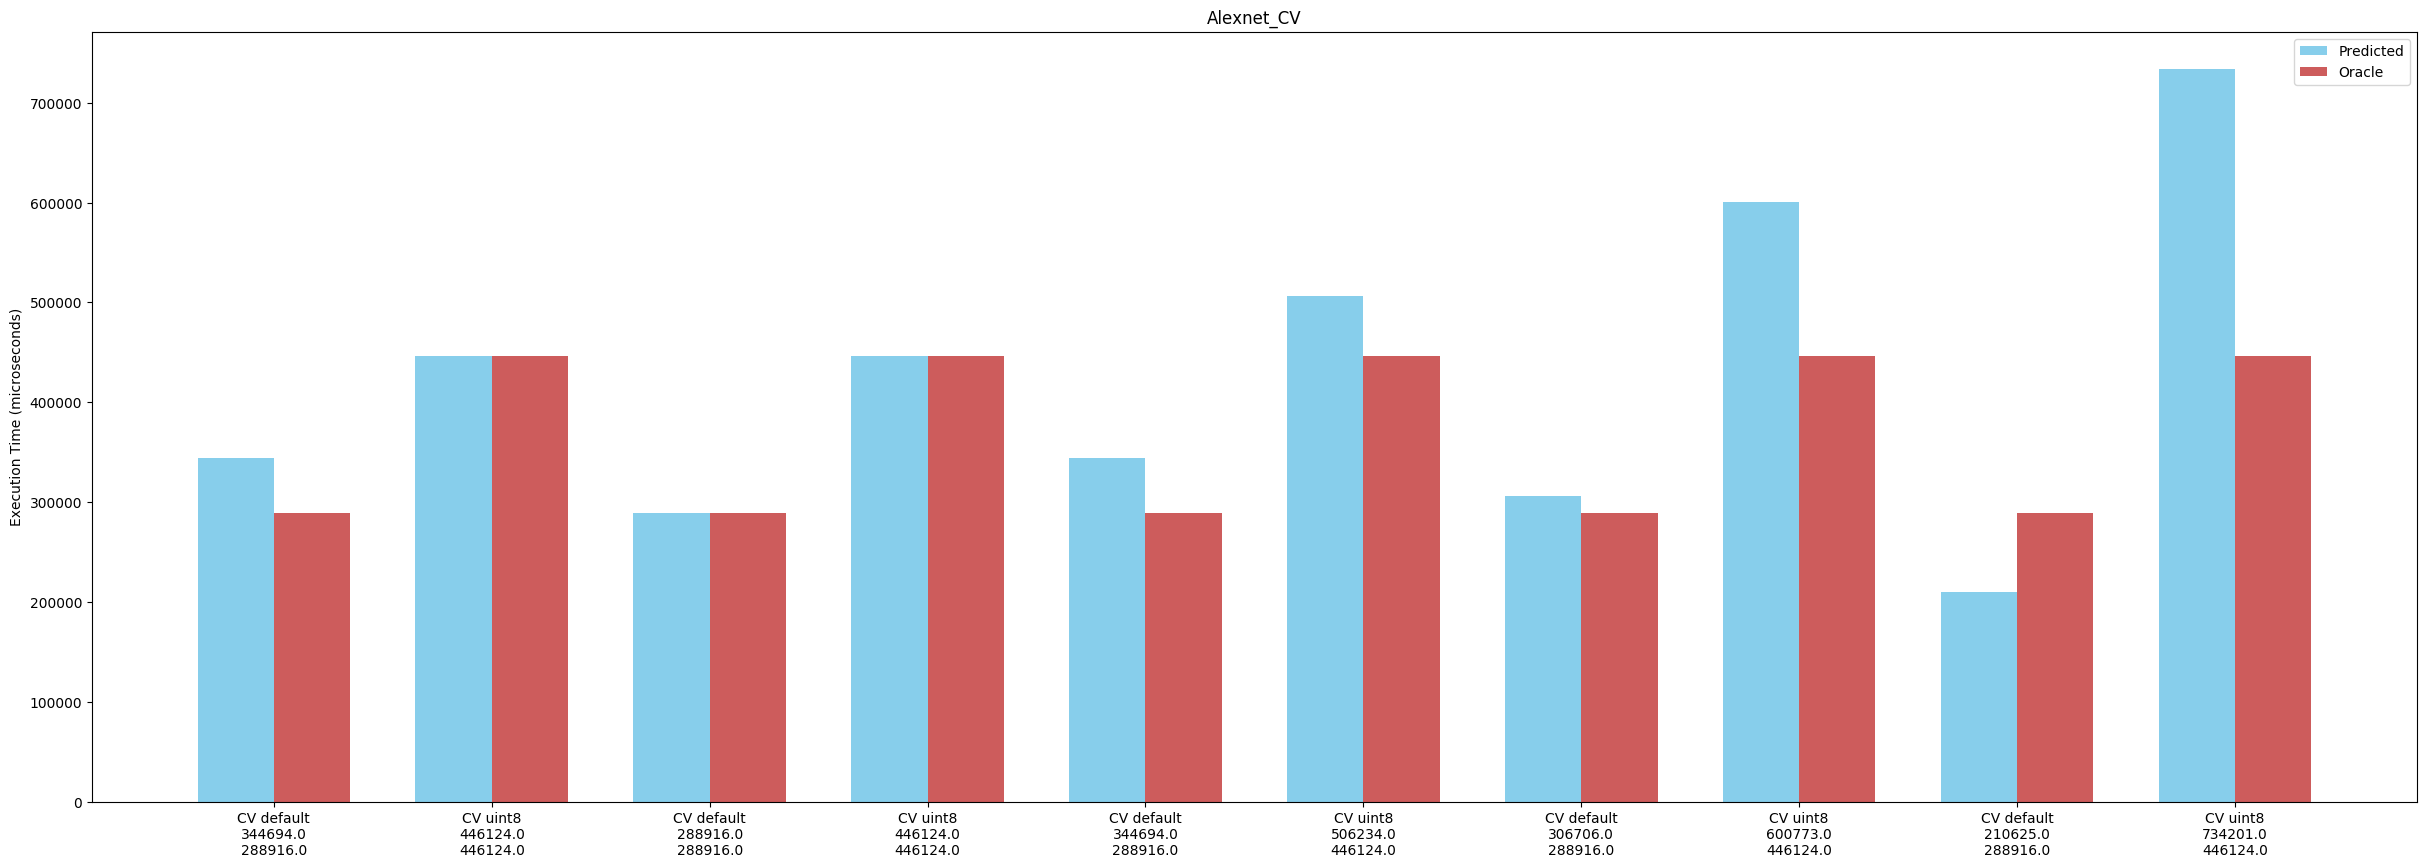 Alexnet_CV
Predicted
Oracle
Execution Time (microseconds)
700000
600000
500000
400000
300000
200000
100000
0
CV default
344694.0
288916.0
CV uint8
446124.0
446124.0
CV default
288916.0
288916.0
CV uint8
446124.0
446124.0
CV default
344694.0
288916.0
CV uint8
506234.0
446124.0
CV default
306706.0
288916.0
CV uint8
600773.0
446124.0
CV default
210625.0
288916.0
CV uint8
734201.0
446124.0